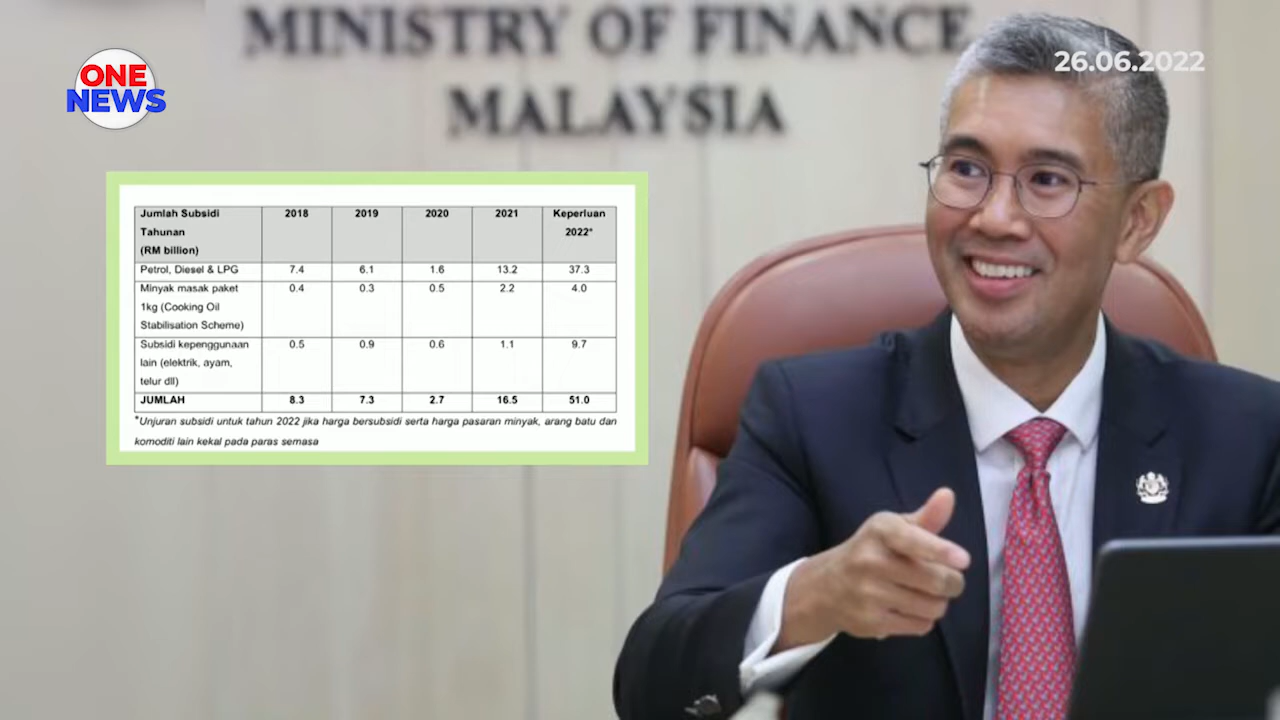 MINISTRY OF FINANCE
MALAYSIA
26.06.2022
ONE
NEWS
Jumlah Subsidi Tahunan (RM billion) 2018 2019 2020 2021 Keperluan 2022*
Petrol, Diesel & LPG 7.4 6.1 1.6 13.2 37.3
Minyak masak paket 1kg (Cooking Oil Stabilisation Scheme) 0.4 0.3 0.5 2.2 4.0
Subsidi kepenggunaan lain (elektrik, ayam, telur dll) 0.5 0.9 0.6 1.1 9.7
JUMLAH 8.3 7.3 2.7 16.5 51.0
*Unjuran subsidi untuk tahun 2022 jika harga bersubsidi serta harga pasaran minyak, arang batu dan
komoditi lain kekal pada paras semasa